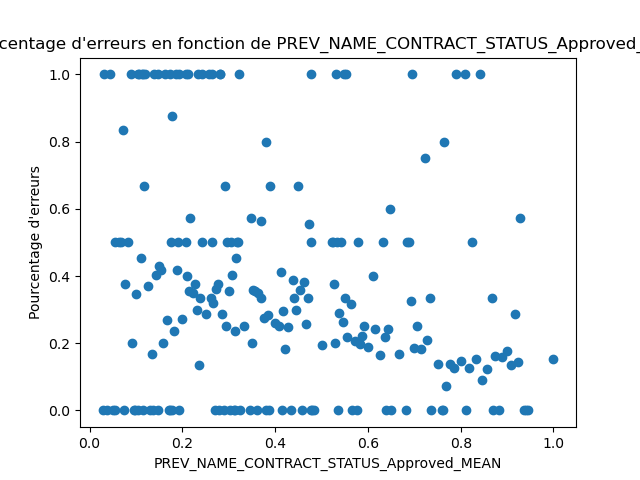 centage d'erreurs en fonction de PREV_NAME_CONTRACT_STATUS_Approved_
1.0
0.8
0.6
0.4
0.2
0.0
Pourcentage d'erreurs
0.0 0.2 0.4 0.6 0.8 1.0
PREV_NAME_CONTRACT_STATUS_Approved_MEAN